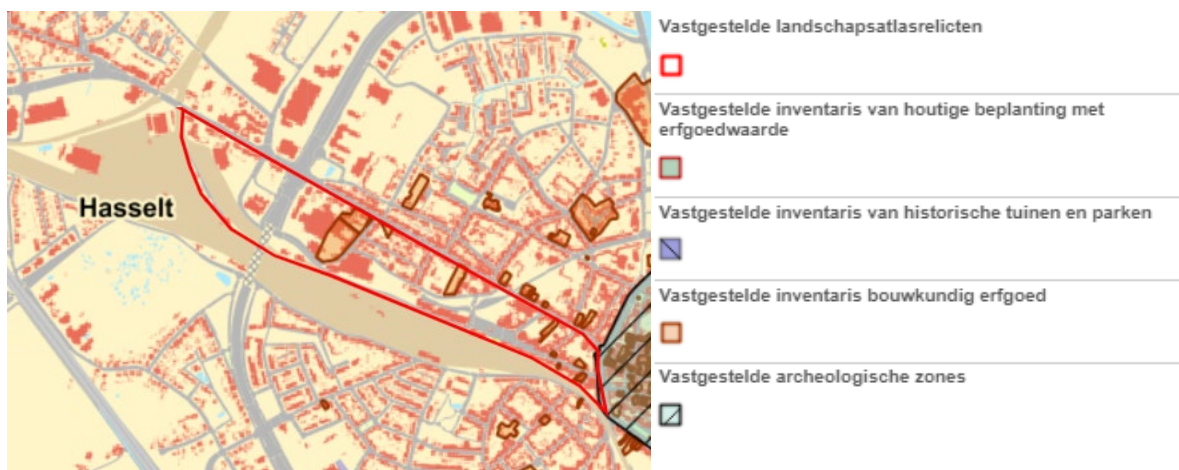 Hasselt
Vastgestelde landschapsatlasrelicten
Vastgestelde inventaris van houtige beplanting met
erfgoedwaarde
Vastgestelde inventaris van historische tuinen en parken
Vastgestelde inventaris bouwkundig erfgoed
Vastgestelde archeologische zones